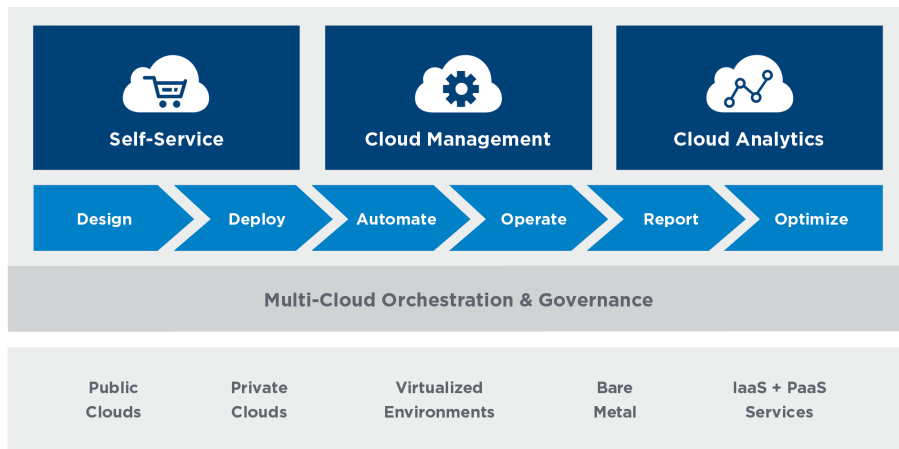 Self-Service
Cloud Management
Cloud Analytics
Design
Deploy
Automate
Operate
Report
Optimize
Multi-Cloud Orchestration & Governance
Public
Clouds
Private
Clouds
Virtualized
Environments
Bare
Metal
IaaS + PaaS
Services